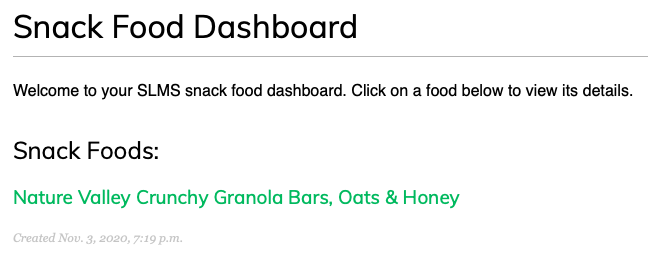 Snack Food Dashboard
Welcome to your SLMS snack food dashboard. Click on a food below to view its details.
Snack Foods:
Nature Valley Crunchy Granola Bars, Oats & Honey
Created Nov. 3, 2020, 7:19 p.m.